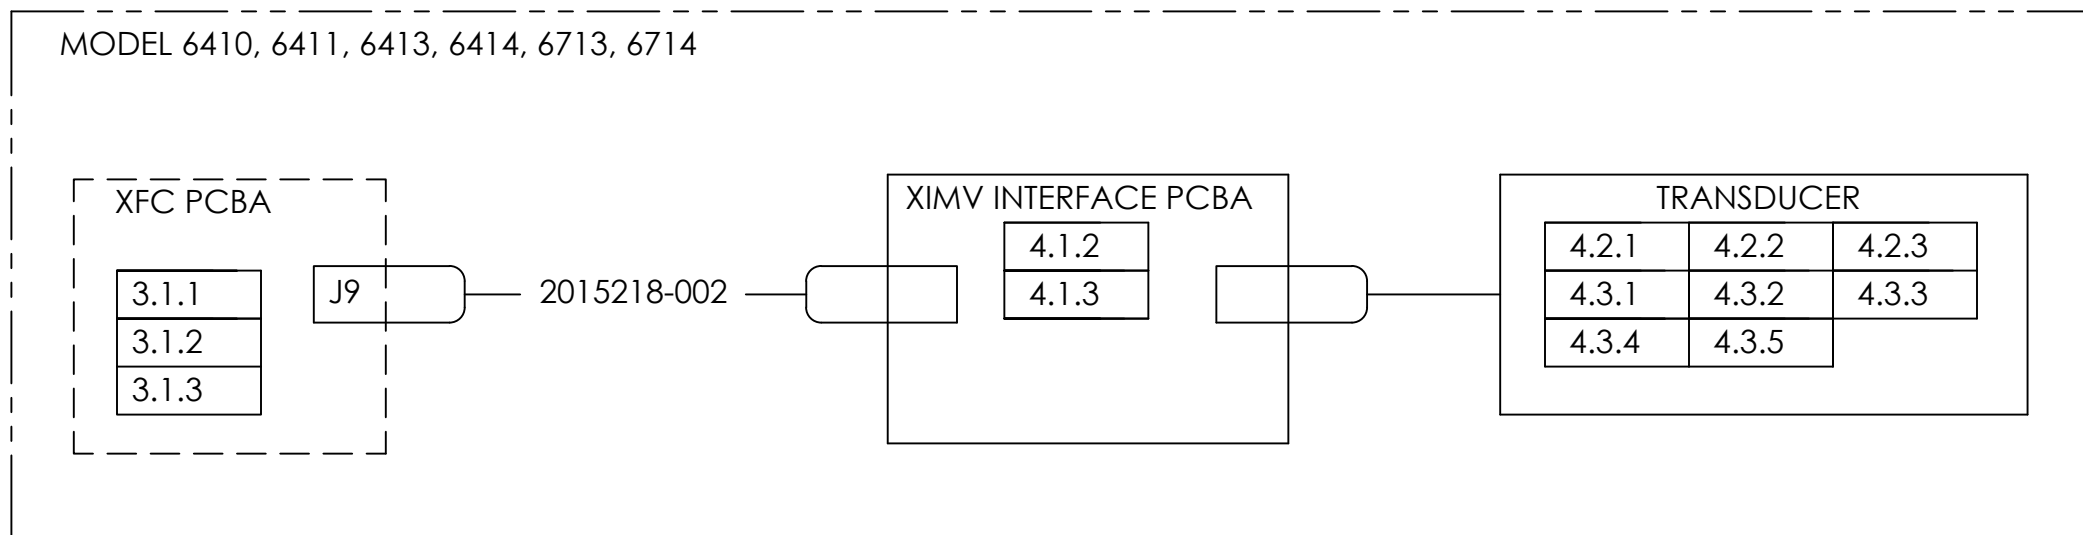 MODEL 6410, 6411, 6413, 6414, 6713, 6714
XFC PCBA
3.1.1
3.1.2
3.1.3
J9
2015218-002
XIMV INTERFACE PCBA
4.1.2
4.1.3
TRANSDUCER
4.2.1 4.2.2 4.2.3
4.3.1 4.3.2 4.3.3
4.3.4 4.3.5